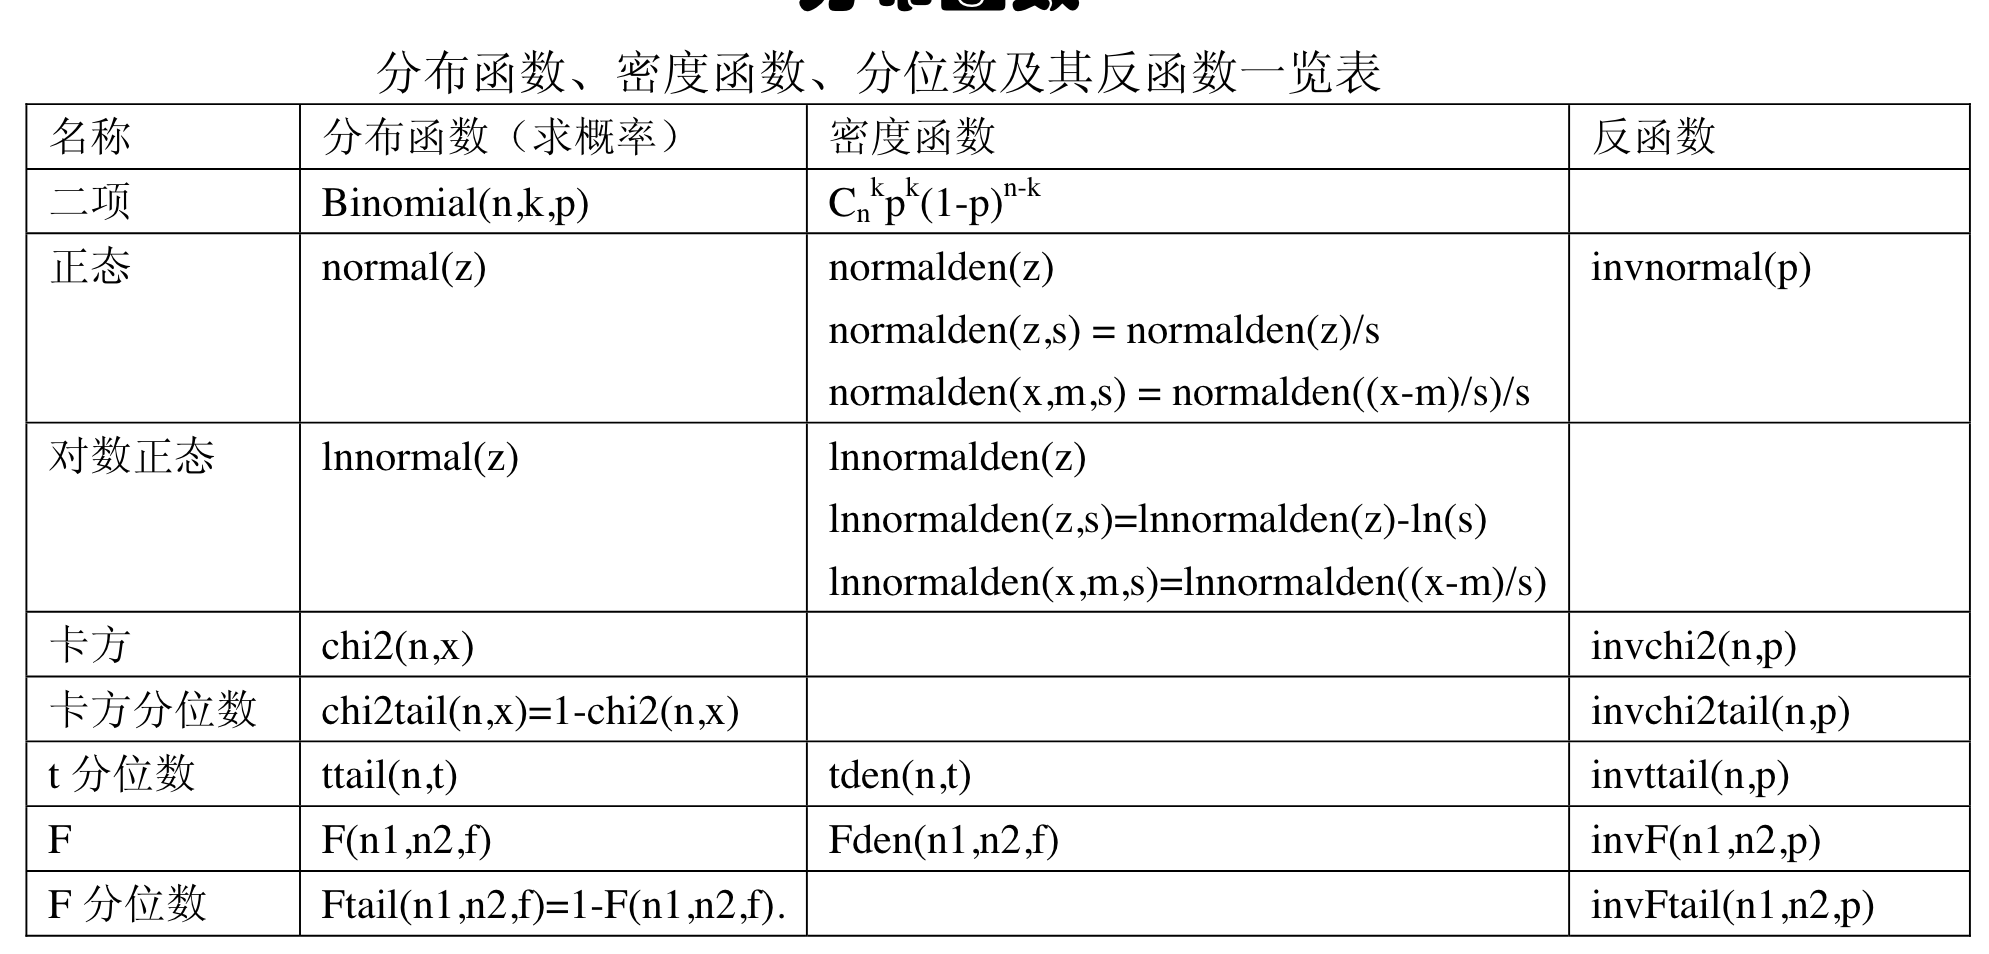 分布函数、密度函数、分位数及其反函数一览表
名称 分布函数（求概率） 密度函数 反函数
二项 Binomial(n,k,p) Cₙᵏpᵏ(1-p)ⁿ⁻ᵏ
正态 normal(z) normalden(z) invnormal(p)
normalden(z,s) = normalden(z)/s
normalden(x,m,s) = normalden((x-m)/s)/s
对数正态 lnnormal(z) lnnormalden(z)
lnnormalden(z,s)=lnnormalden(z)-ln(s)
lnnormalden(x,m,s)=lnnormalden((x-m)/s)
卡方 chi2(n,x) invchi2(n,p)
卡方分位数 chi2tail(n,x)=1-chi2(n,x) invchi2tail(n,p)
t 分位数 ttail(n,t) tden(n,t) invttail(n,p)
F F(n1,n2,f) Fden(n1,n2,f) invF(n1,n2,p)
F 分位数 Ftail(n1,n2,f)=1-F(n1,n2,f). invFtail(n1,n2,p)